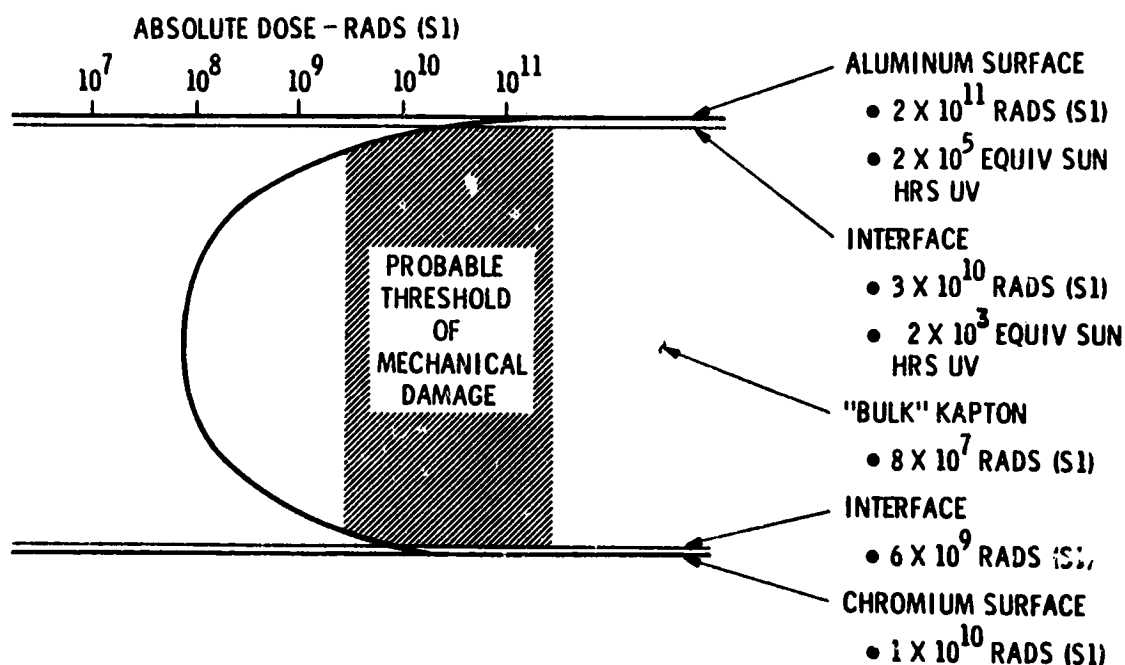 ABSOLUTE DOSE – RADS (S1)
10^7 10^8 10^9 10^10 10^11
PROBABLE
THRESHOLD
OF
MECHANICAL
DAMAGE
ALUMINUM SURFACE
• 2 X 10^11 RADS (S1)
• 2 X 10^5 EQUIV SUN
HRS UV
INTERFACE
• 3 X 10^10 RADS (S1)
• 2 X 10^3 EQUIV SUN
HRS UV
"BULK" KAPTON
• 8 X 10^7 RADS (S1)
INTERFACE
• 6 X 10^9 RADS (S1)
CHROMIUM SURFACE
• 1 X 10^10 RADS (S1)